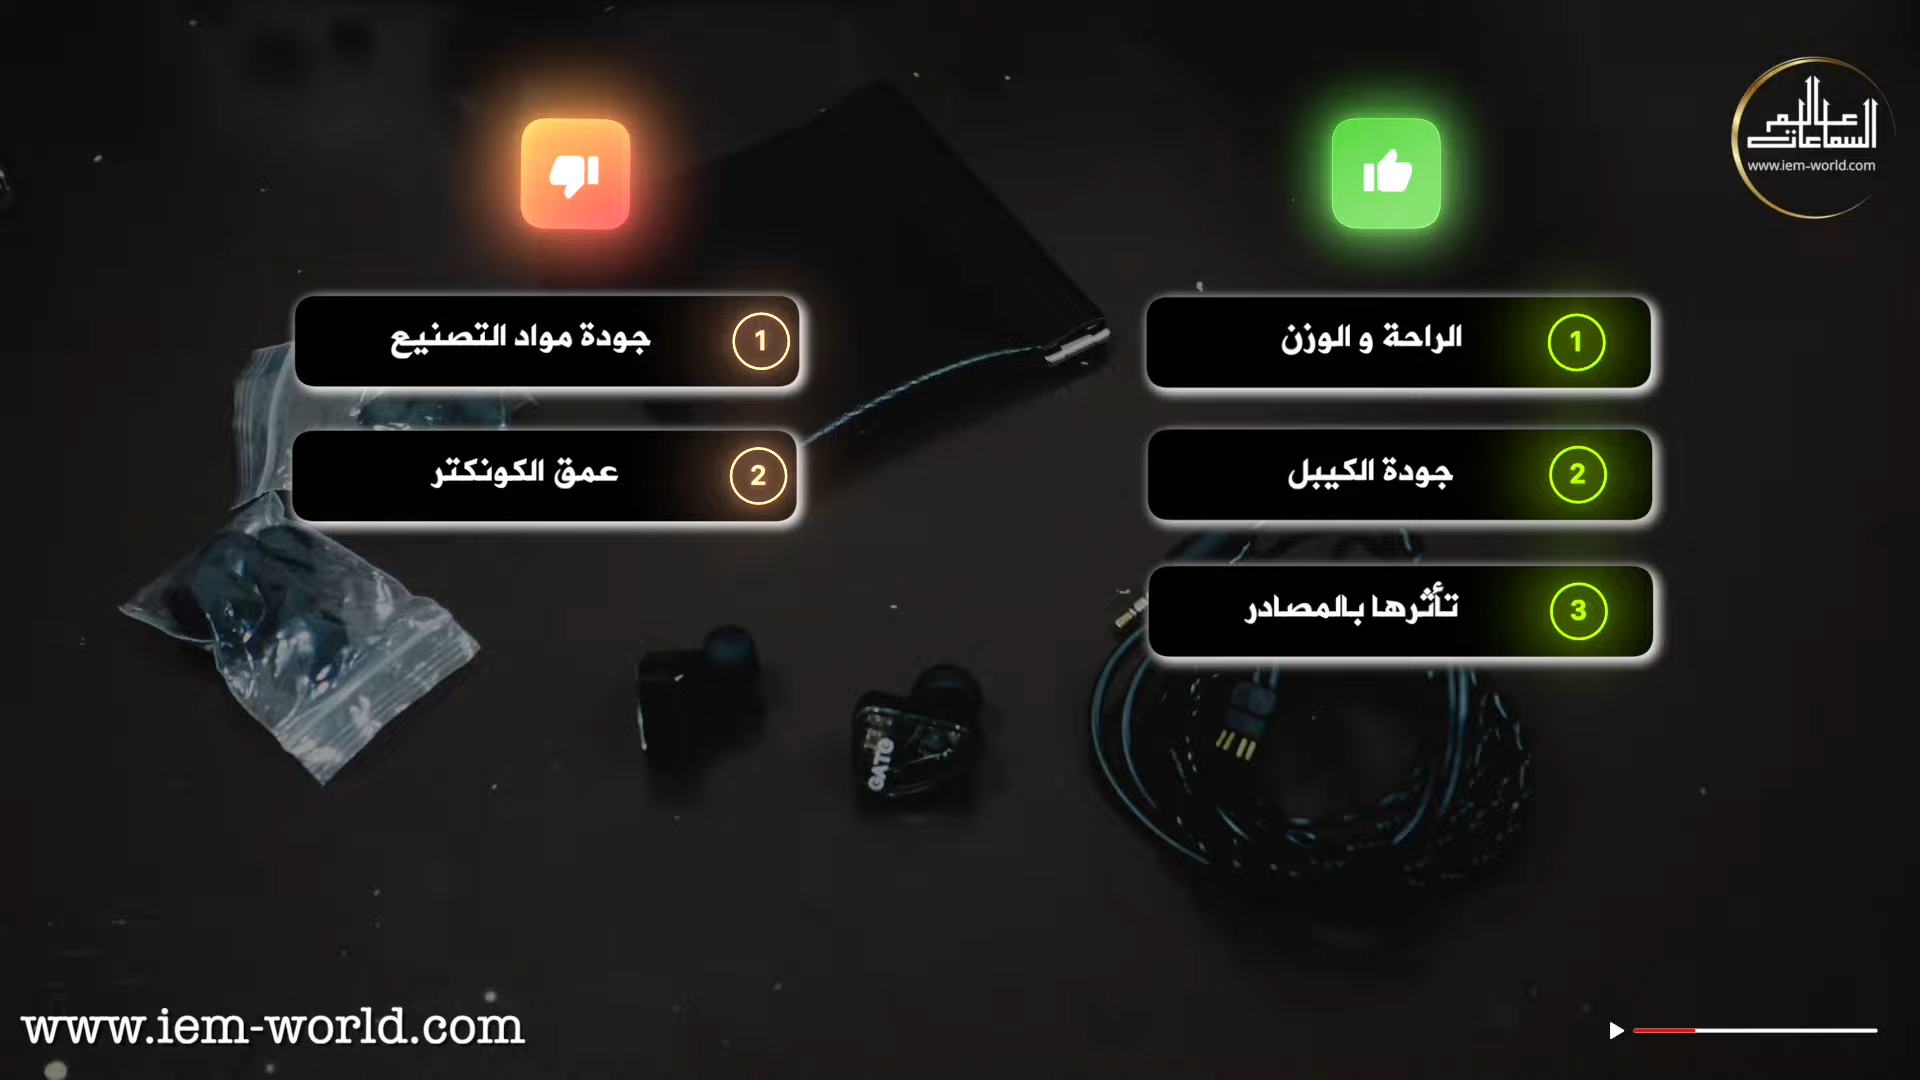 عالم
السماعات
www.iem-world.com
1 الراحة و الوزن
2 جودة الكيبل
3 تأثرها بالمصادر
1 جودة مواد التصنيع
2 عمق الكونكتر
GATE
www.iem-world.com